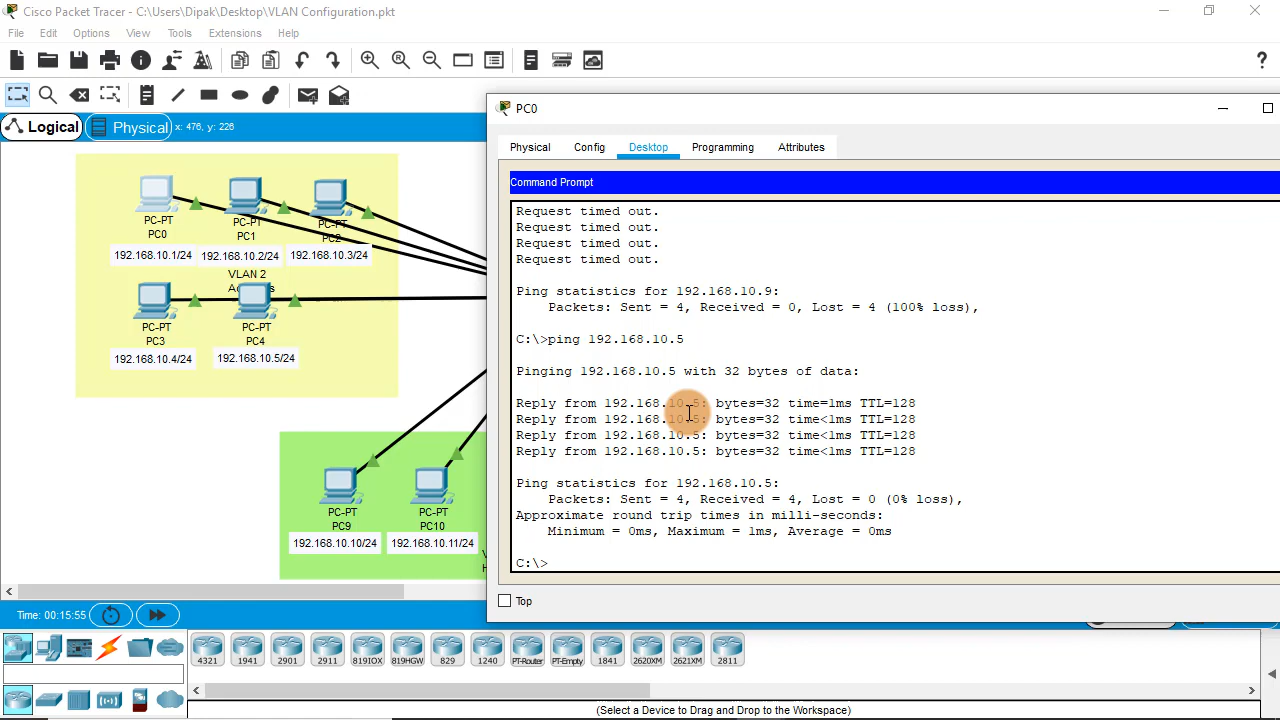 Cisco Packet Tracer - C:\Users\Dipak\Desktop\VLAN Configuration.pkt
File Edit Options View Tools Extensions Help
?
Logical Physical x: 476, y: 226
PC0
Physical Config Desktop Programming Attributes
Command Prompt
Request timed out.
Request timed out.
Request timed out.
Request timed out.
Ping statistics for 192.168.10.9:
Packets: Sent = 4, Received = 0, Lost = 4 (100% loss),
C:\>ping 192.168.10.5
Pinging 192.168.10.5 with 32 bytes of data:
Reply from 192.168.10.5: bytes=32 time=1ms TTL=128
Reply from 192.168.10.5: bytes=32 time<1ms TTL=128
Reply from 192.168.10.5: bytes=32 time<1ms TTL=128
Reply from 192.168.10.5: bytes=32 time<1ms TTL=128
Ping statistics for 192.168.10.5:
Packets: Sent = 4, Received = 4, Lost = 0 (0% loss),
Approximate round trip times in milli-seconds:
Minimum = 0ms, Maximum = 1ms, Average = 0ms
C:\>
Top
PC-PT PC-PT PC-PT
PC0 PC1 PC2
192.168.10.1/24 192.168.10.2/24 192.168.10.3/24
VLAN 2
PC-PT PC-PT
PC3 PC4
192.168.10.4/24 192.168.10.5/24
PC-PT PC-PT
PC9 PC10
192.168.10.10/24 192.168.10.11/24
Time: 00:15:55
4321 1941 2901 2911 819IOX 819HGW 829 1240 PT-Router PT-Empty 1841 2620XM 2621XM 2811
(Select a Device to Drag and Drop to the Workspace)